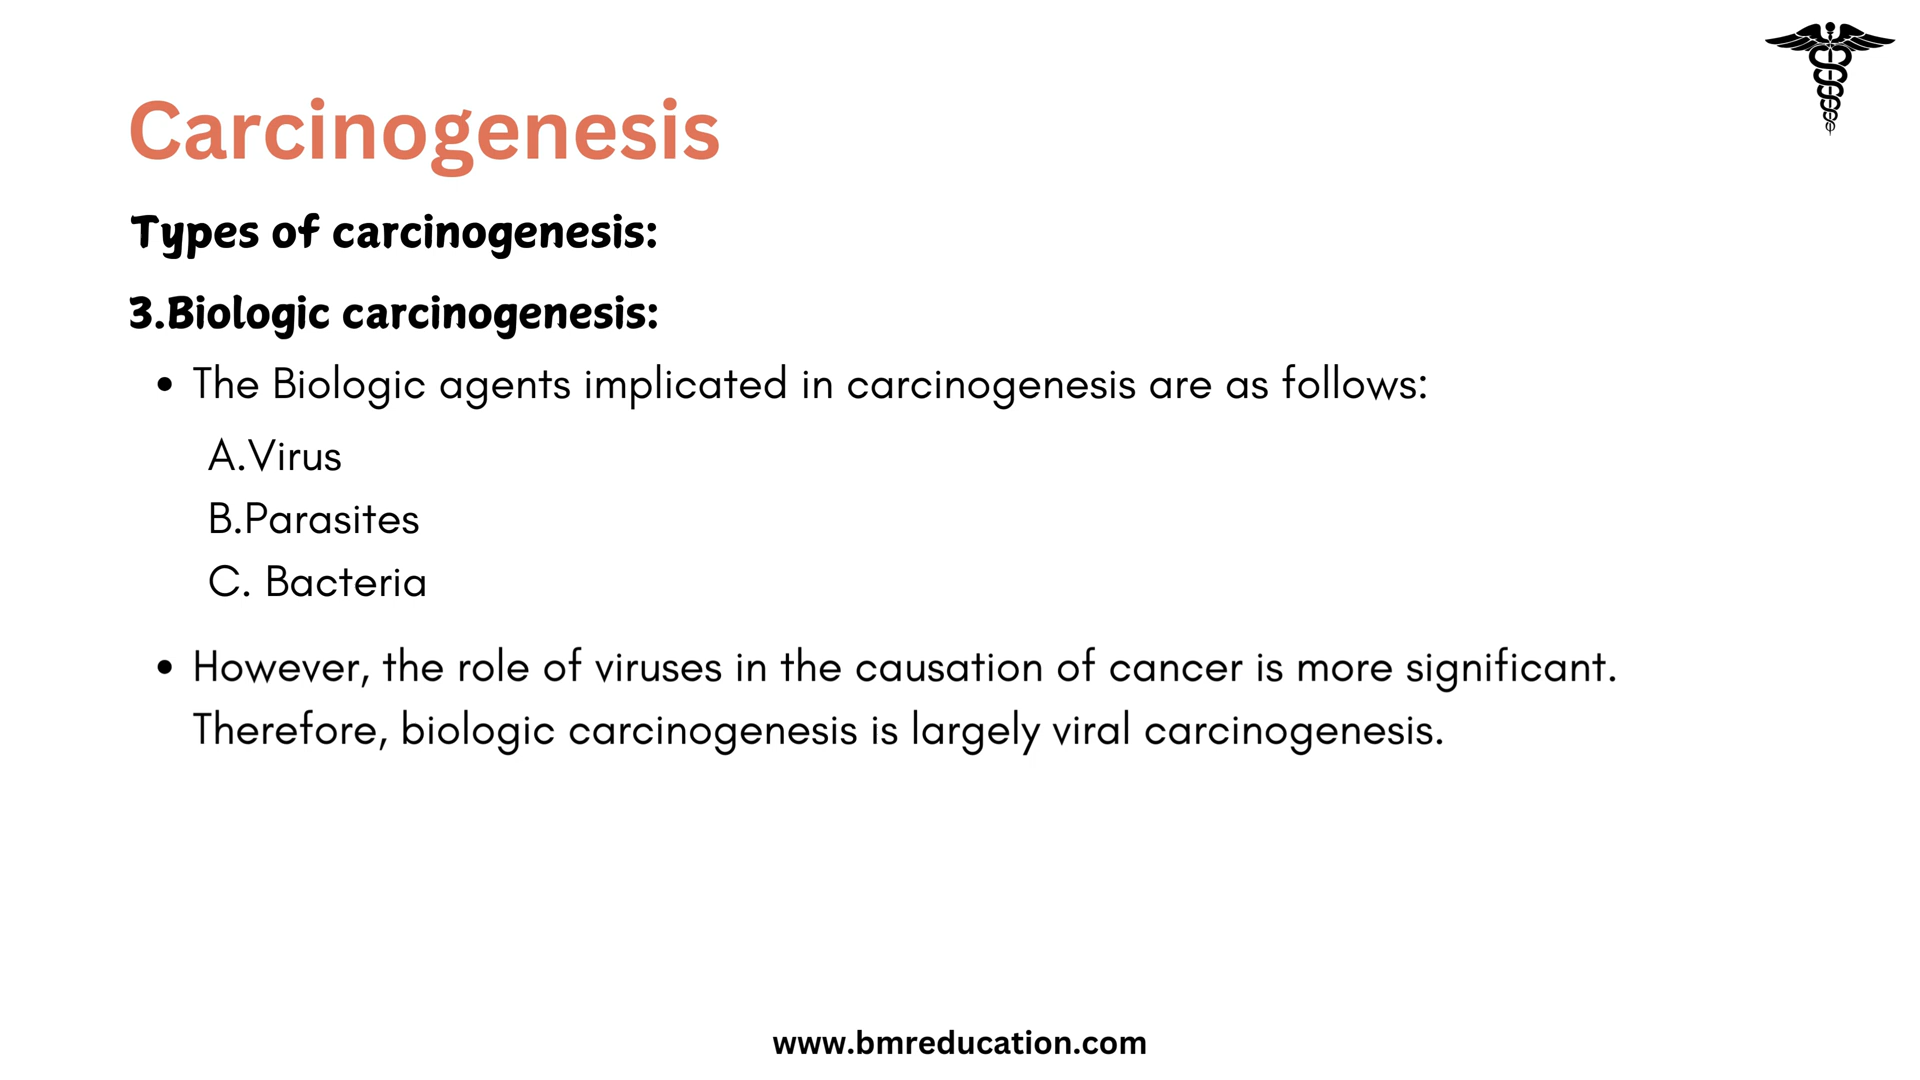 Carcinogenesis
Types of carcinogenesis:
3.Biologic carcinogenesis:
• The Biologic agents implicated in carcinogenesis are as follows:
A.Virus
B.Parasites
C. Bacteria
• However, the role of viruses in the causation of cancer is more significant.
Therefore, biologic carcinogenesis is largely viral carcinogenesis.
www.bmreducation.com